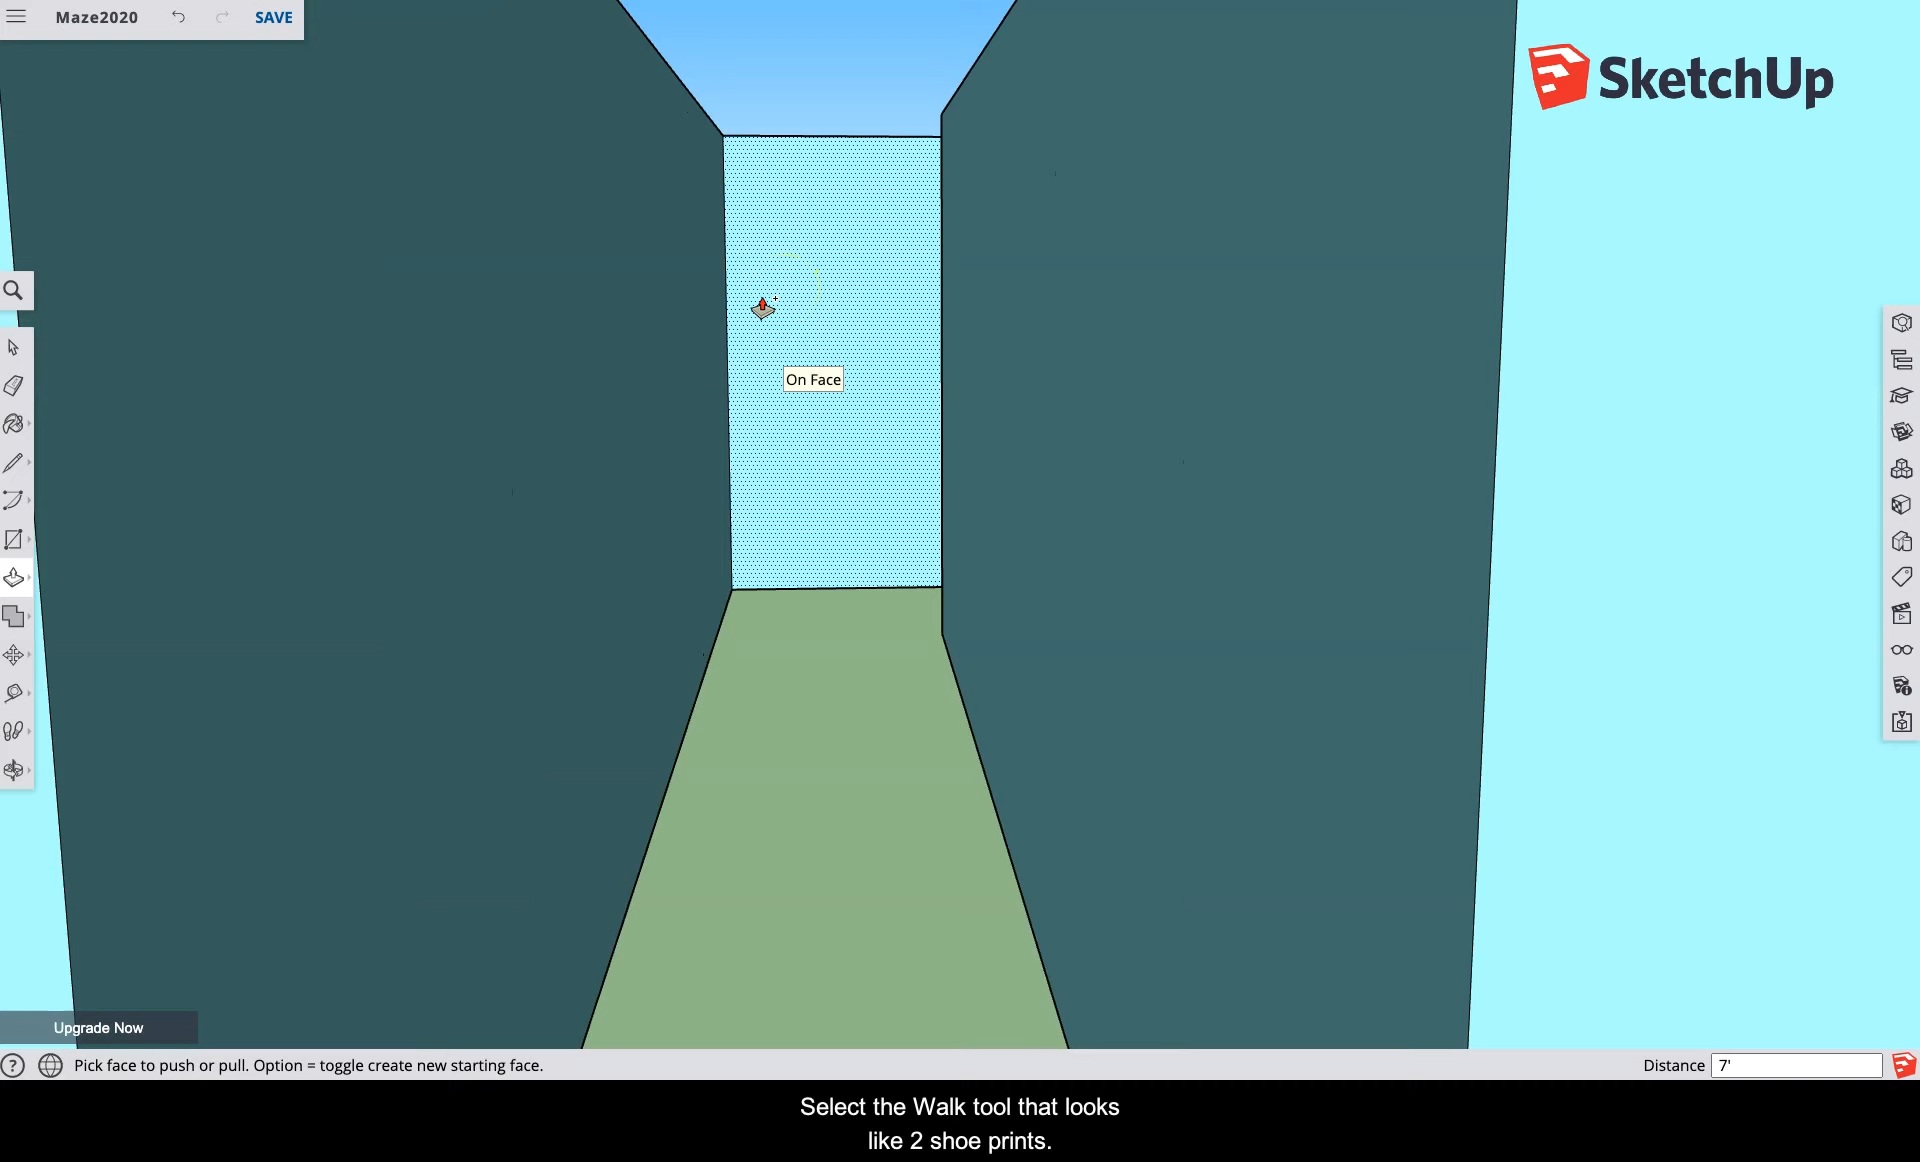 Maze2020
SAVE
SketchUp
On Face
Upgrade Now
? Pick face to push or pull. Option = toggle create new starting face.
Distance 7'
Select the Walk tool that looks
like 2 shoe prints.